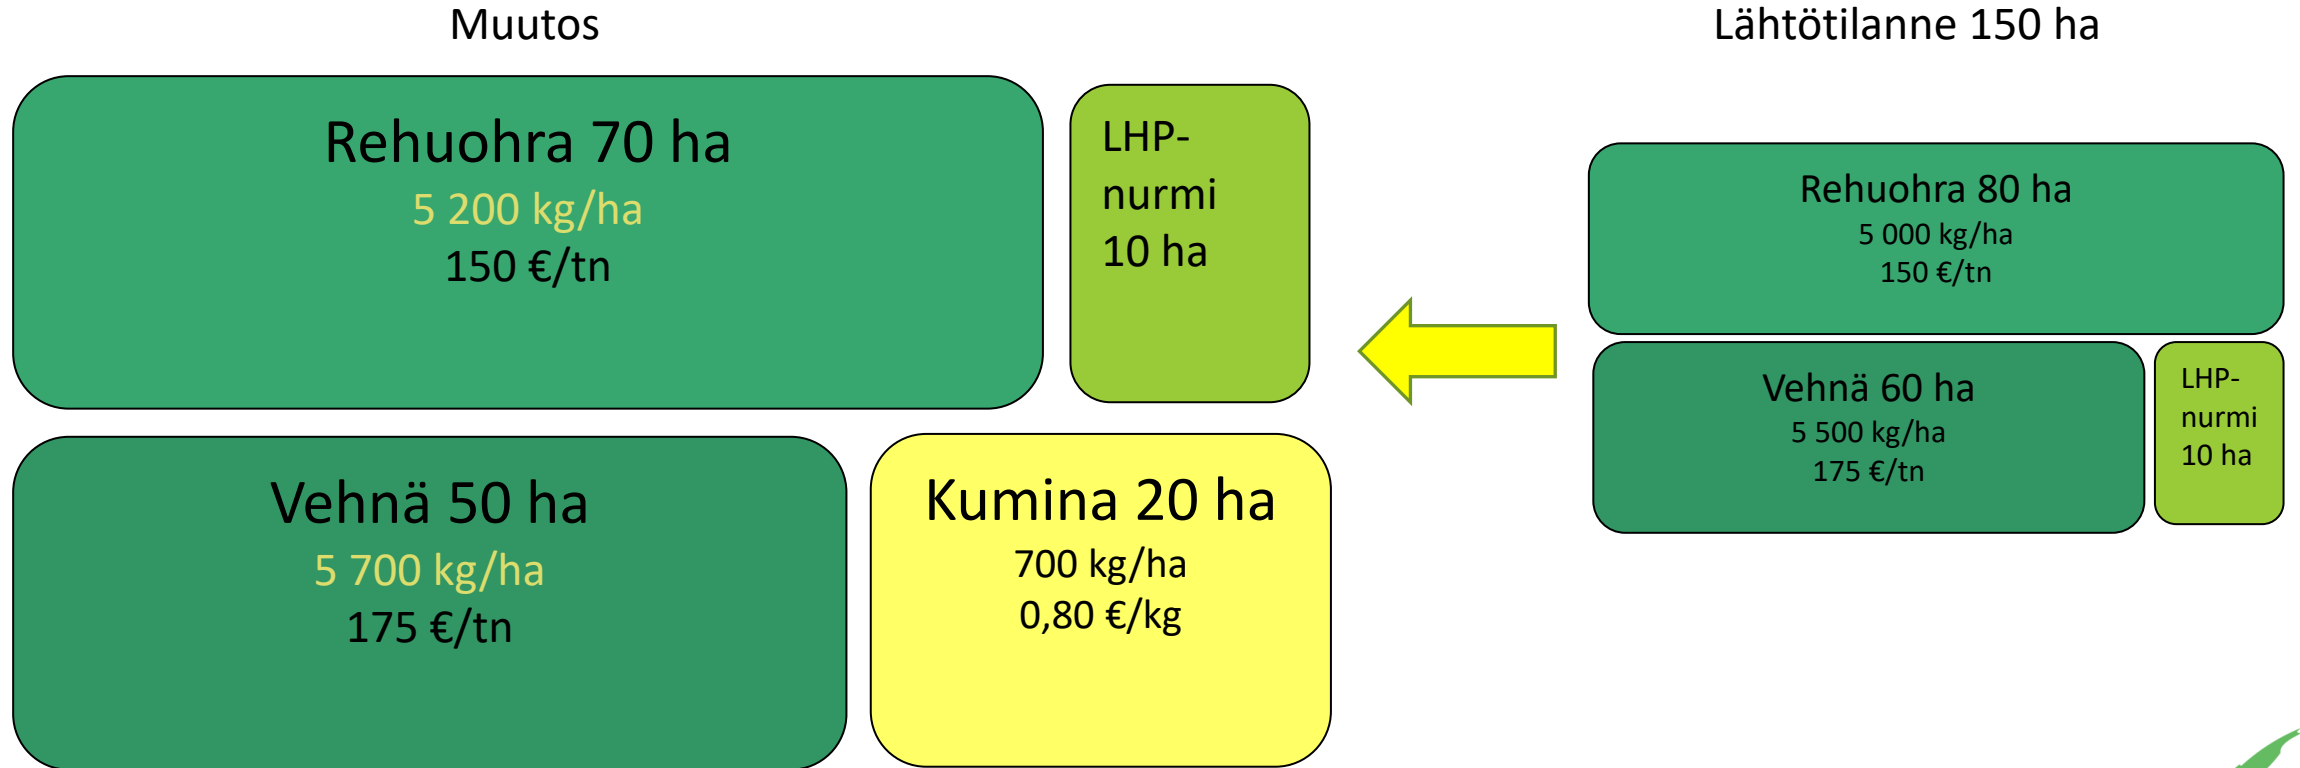 Muutos
Rehuohra 70 ha
5 200 kg/ha
150 €/tn
LHP-
nurmi
10 ha
Vehnä 50 ha
5 700 kg/ha
175 €/tn
Kumina 20 ha
700 kg/ha
0,80 €/kg
Lähtötilanne 150 ha
Rehuohra 80 ha
5 000 kg/ha
150 €/tn
Vehnä 60 ha
5 500 kg/ha
175 €/tn
LHP-
nurmi
10 ha